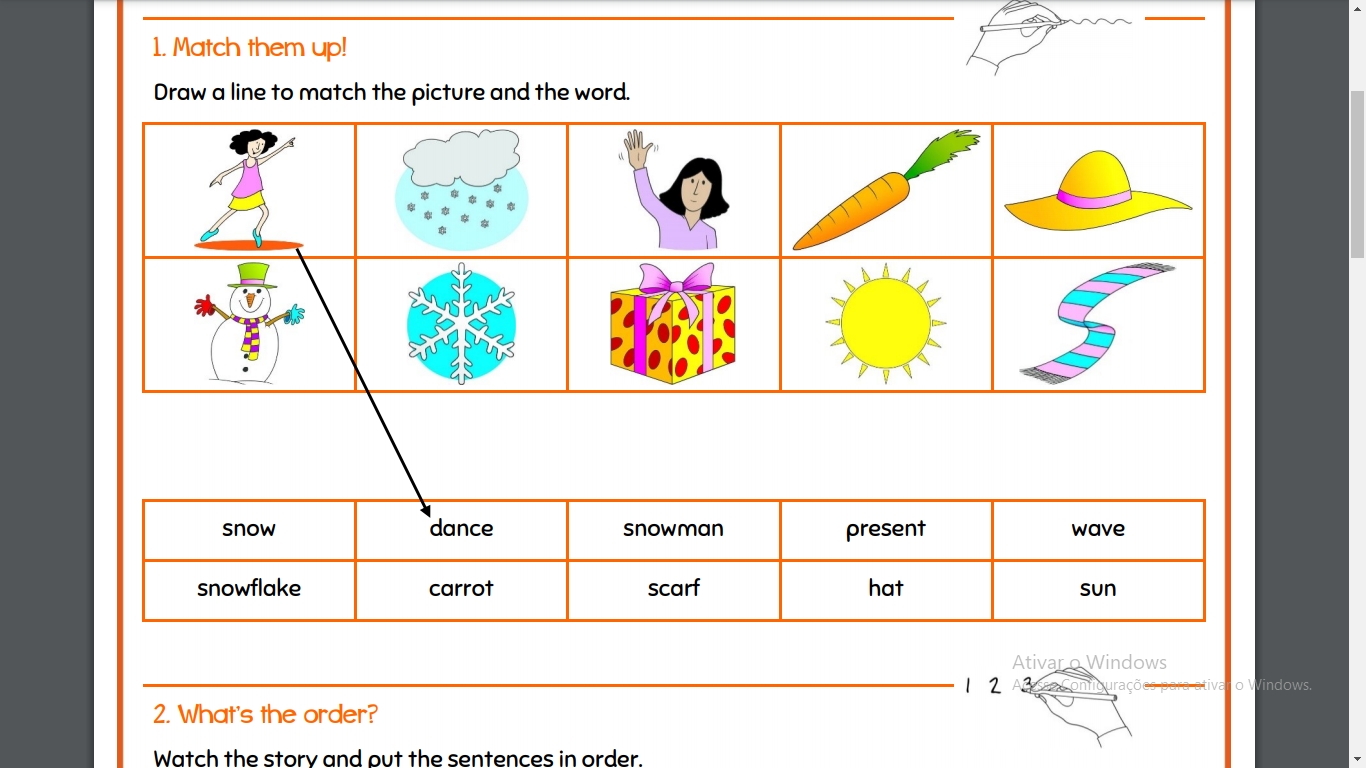 1. Match them up!
Draw a line to match the picture and the word.
snow dance snowman present wave
snowflake carrot scarf hat sun
Ativar o Windows
1 2 3
Acesse Configurações para ativar o Windows.
2. What's the order?
Watch the story and put the sentences in order.